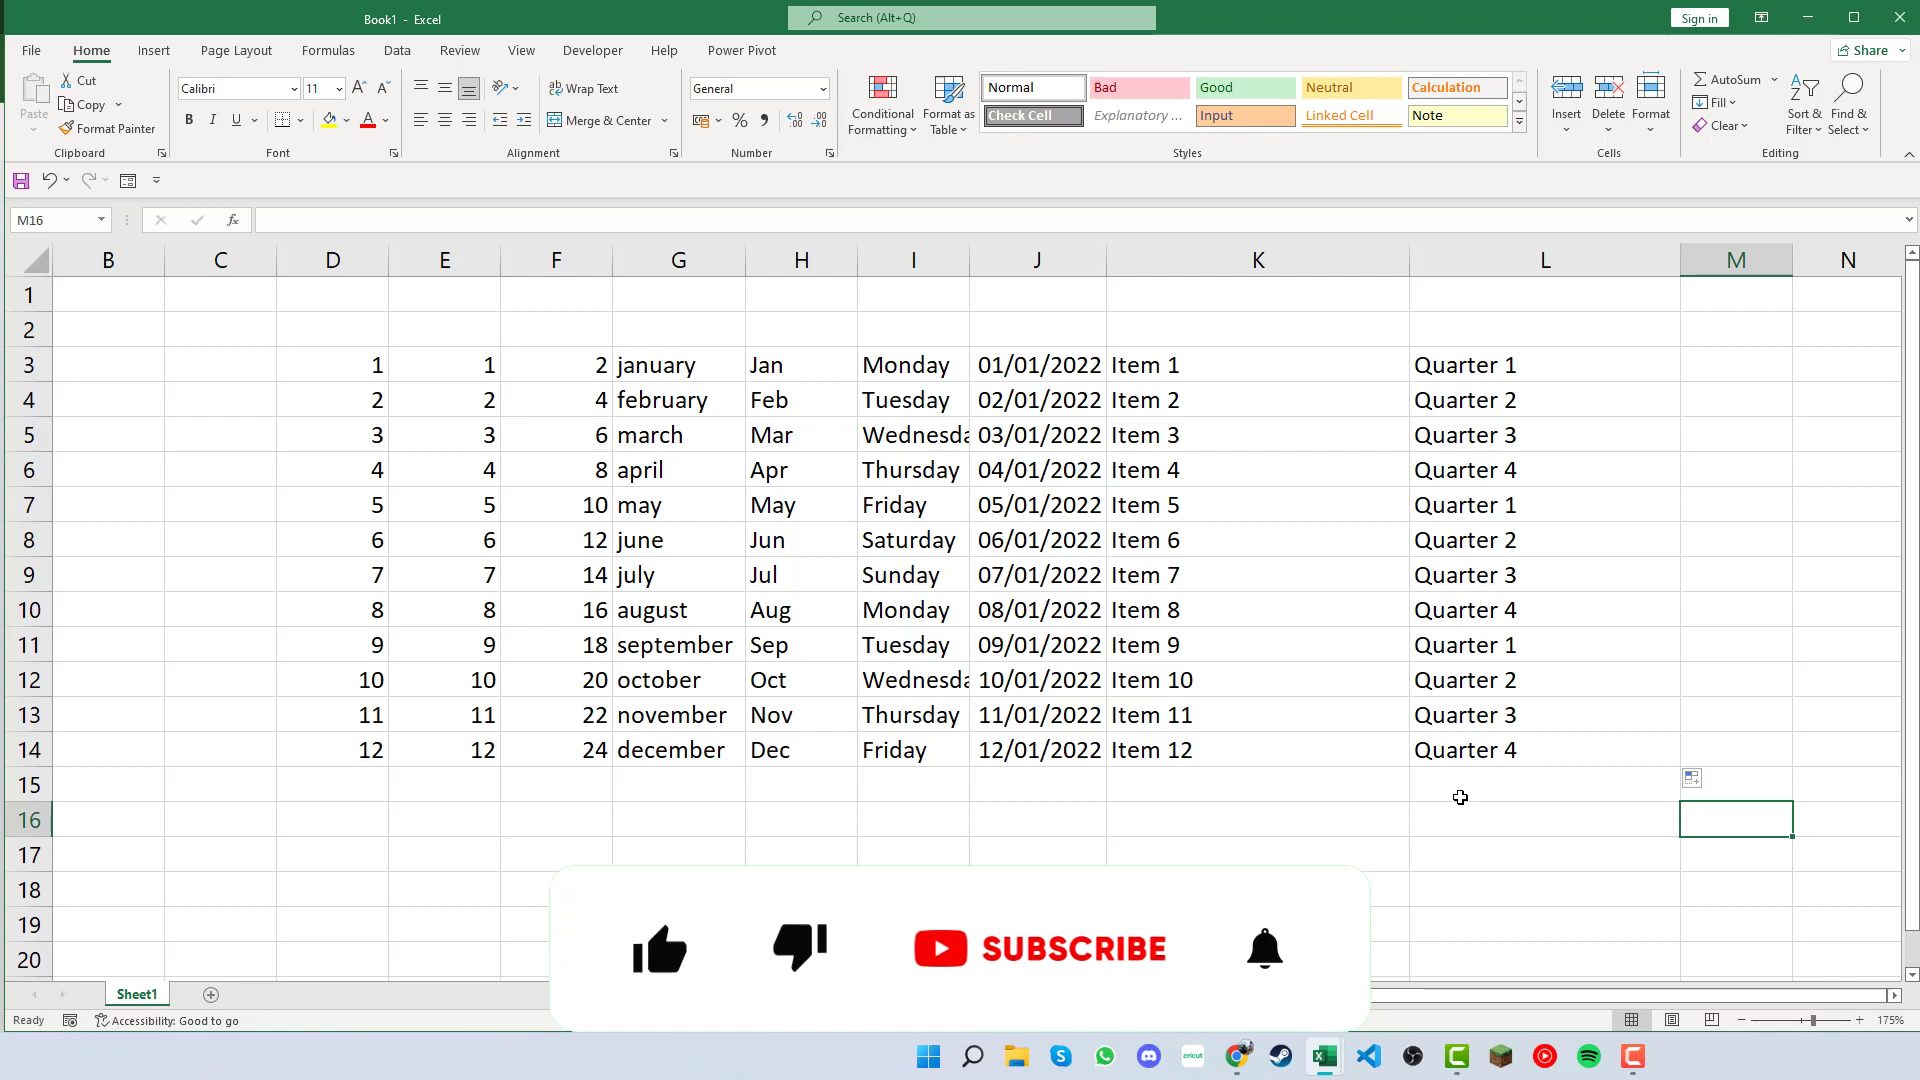 Book1 - Excel
Search (Alt+Q)
Sign in
File Home Insert Page Layout Formulas Data Review View Developer Help Power Pivot
Share
Paste
Cut
Copy
Format Painter
Clipboard
Calibri 11
B I U
A A
Font
Wrap Text
Merge & Center
Alignment
General
Number
Conditional Formatting
Format as Table
Normal Bad Good Neutral Calculation
Check Cell Explanatory ... Input Linked Cell Note
Styles
Insert Delete Format
Cells
AutoSum
Fill
Clear
Sort & Filter
Find & Select
Editing
M16
fx
B C D E F G H I J K L M N
1
2
3 1 1 2 january Jan Monday 01/01/2022 Item 1 Quarter 1
4 2 2 4 february Feb Tuesday 02/01/2022 Item 2 Quarter 2
5 3 3 6 march Mar Wednesda 03/01/2022 Item 3 Quarter 3
6 4 4 8 april Apr Thursday 04/01/2022 Item 4 Quarter 4
7 5 5 10 may May Friday 05/01/2022 Item 5 Quarter 1
8 6 6 12 june Jun Saturday 06/01/2022 Item 6 Quarter 2
9 7 7 14 july Jul Sunday 07/01/2022 Item 7 Quarter 3
10 8 8 16 august Aug Monday 08/01/2022 Item 8 Quarter 4
11 9 9 18 september Sep Tuesday 09/01/2022 Item 9 Quarter 1
12 10 10 20 october Oct Wednesda 10/01/2022 Item 10 Quarter 2
13 11 11 22 november Nov Thursday 11/01/2022 Item 11 Quarter 3
14 12 12 24 december Dec Friday 12/01/2022 Item 12 Quarter 4
15
16
17
18
19
20
SUBSCRIBE
Sheet1
Ready
Accessibility: Good to go
175%
cricut